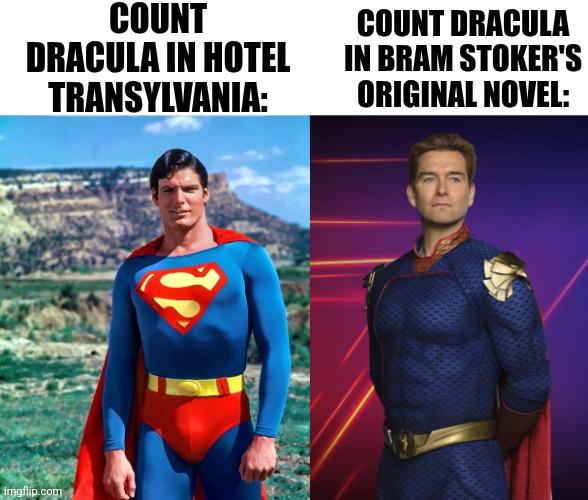 COUNT
DRACULA IN HOTEL
TRANSYLVANIA:
COUNT DRACULA
IN BRAM STOKER'S
ORIGINAL NOVEL:
S
imgflip.com